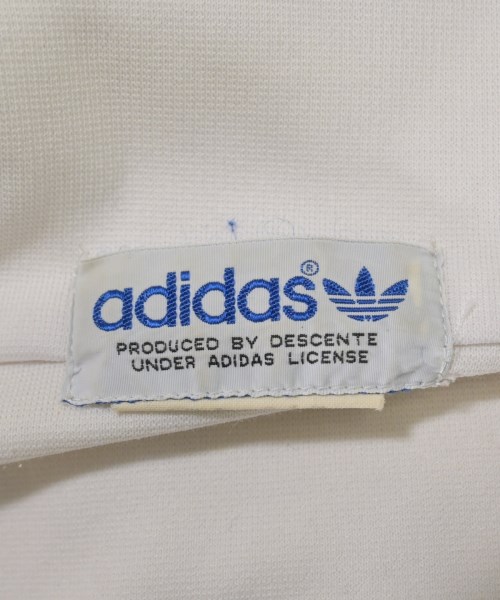 adidas®
PRODUCED BY DESCENTE
UNDER ADIDAS LICENSE